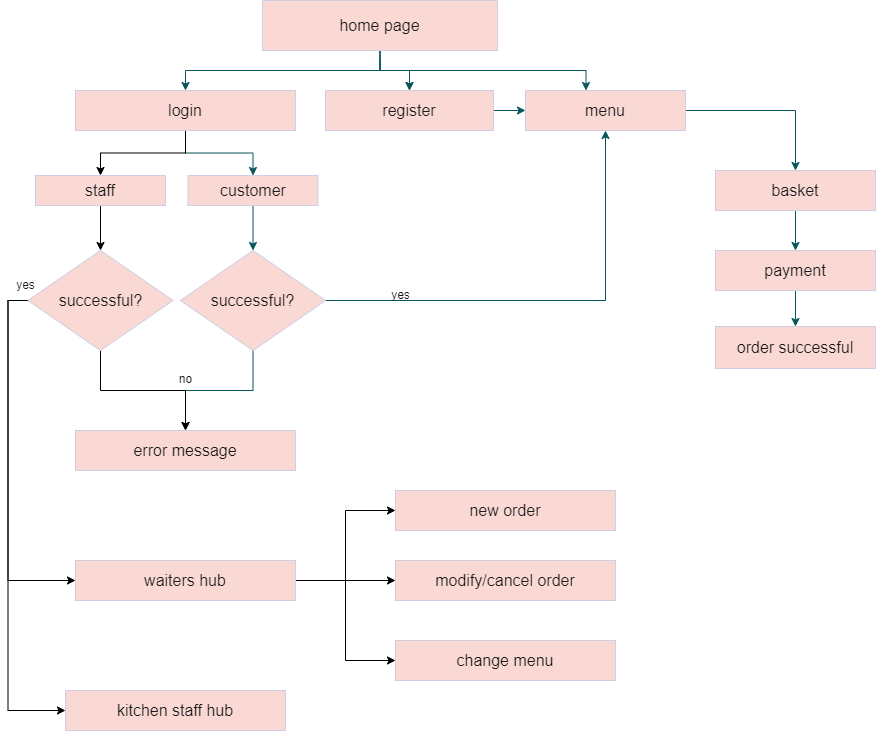 home page
login
register
menu
staff
customer
basket
payment
yes
successful?
successful?
yes
order successful
no
error message
new order
waiters hub
modify/cancel order
change menu
kitchen staff hub